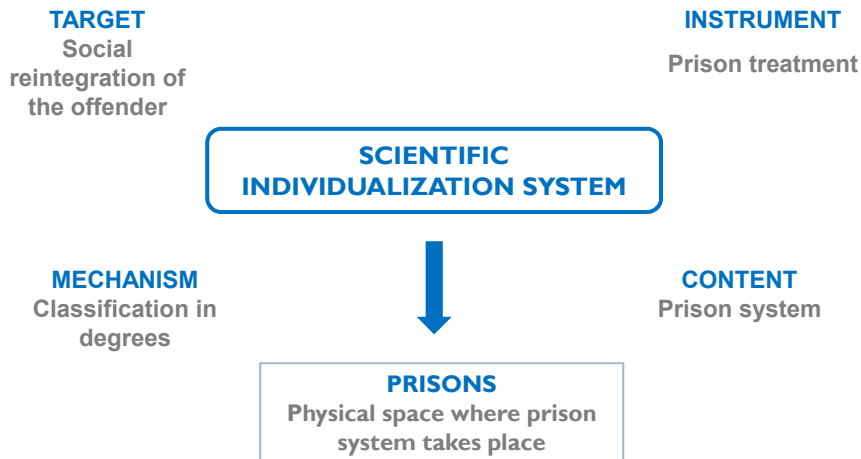 TARGET
Social
reintegration of
the offender
INSTRUMENT
Prison treatment
SCIENTIFIC
INDIVIDUALIZATION SYSTEM
MECHANISM
Classification in
degrees
CONTENT
Prison system
PRISONS
Physical space where prison
system takes place